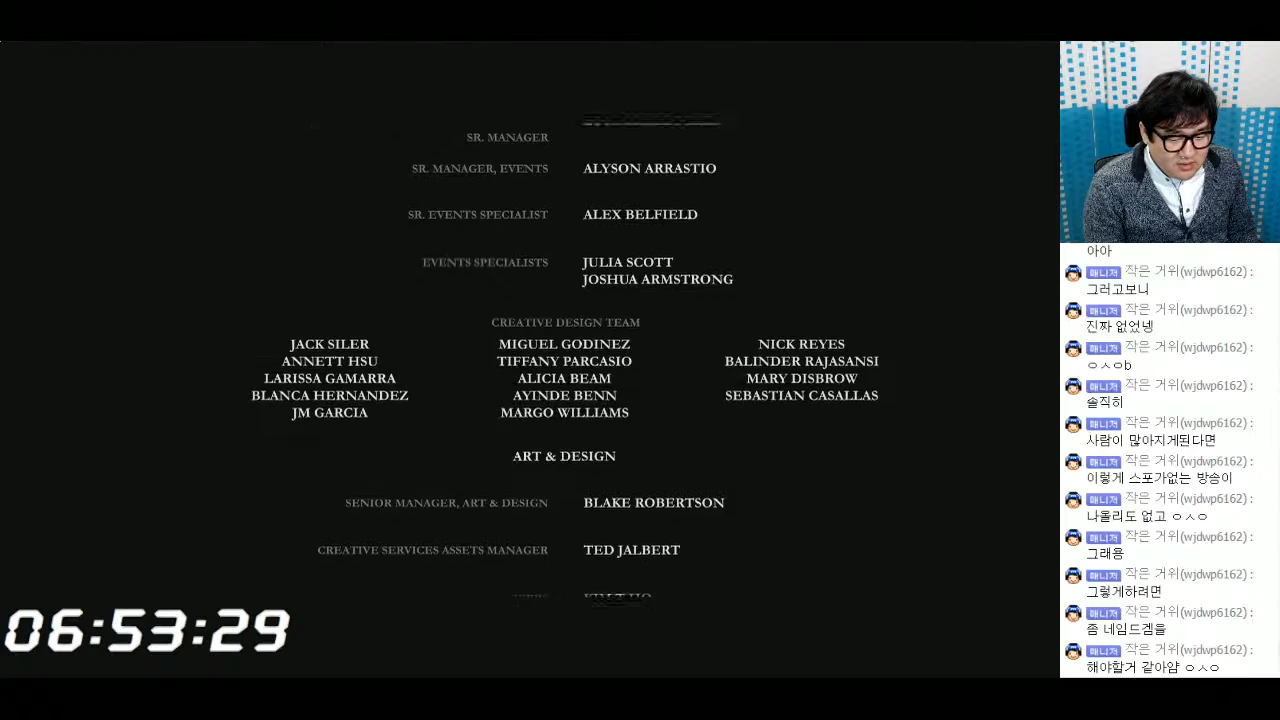 SR. MANAGER
SR. MANAGER, EVENTS ALYSON ARRASTIO
SR. EVENTS SPECIALIST ALEX BELFIELD
EVENTS SPECIALISTS JULIA SCOTT
JOSHUA ARMSTRONG
CREATIVE DESIGN TEAM
JACK SILER MIGUEL GODINEZ NICK REYES
ANNETT HSU TIFFANY PARCASIO BALINDER RAJASANSI
LARISSA GAMARRA ALICIA BEAM MARY DISBROW
BLANCA HERNANDEZ AYINDE BENN SEBASTIAN CASALLAS
JM GARCIA MARGO WILLIAMS
ART & DESIGN
SENIOR MANAGER, ART & DESIGN BLAKE ROBERTSON
CREATIVE SERVICES ASSETS MANAGER TED JALBERT
06:53:29
아아
매니저 작은 거위(wjdwp6162) :
그러고보니
매니저 작은 거위(wjdwp6162) :
진짜 없었넹
매니저 작은 거위(wjdwp6162) :
ㅇㅅㅇb
매니저 작은 거위(wjdwp6162) :
솔직히
매니저 작은 거위(wjdwp6162) :
사람이 많아지게된다면
매니저 작은 거위(wjdwp6162) :
이렇게 스포가없는 방송이
매니저 작은 거위(wjdwp6162) :
나올리도 없고 ㅇㅅㅇ
매니저 작은 거위(wjdwp6162) :
그래용
매니저 작은 거위(wjdwp6162) :
그렇게하려면
매니저 작은 거위(wjdwp6162) :
좀 네임드겜을
매니저 작은 거위(wjdwp6162) :
해야할거 같아얌 ㅇㅅㅇ